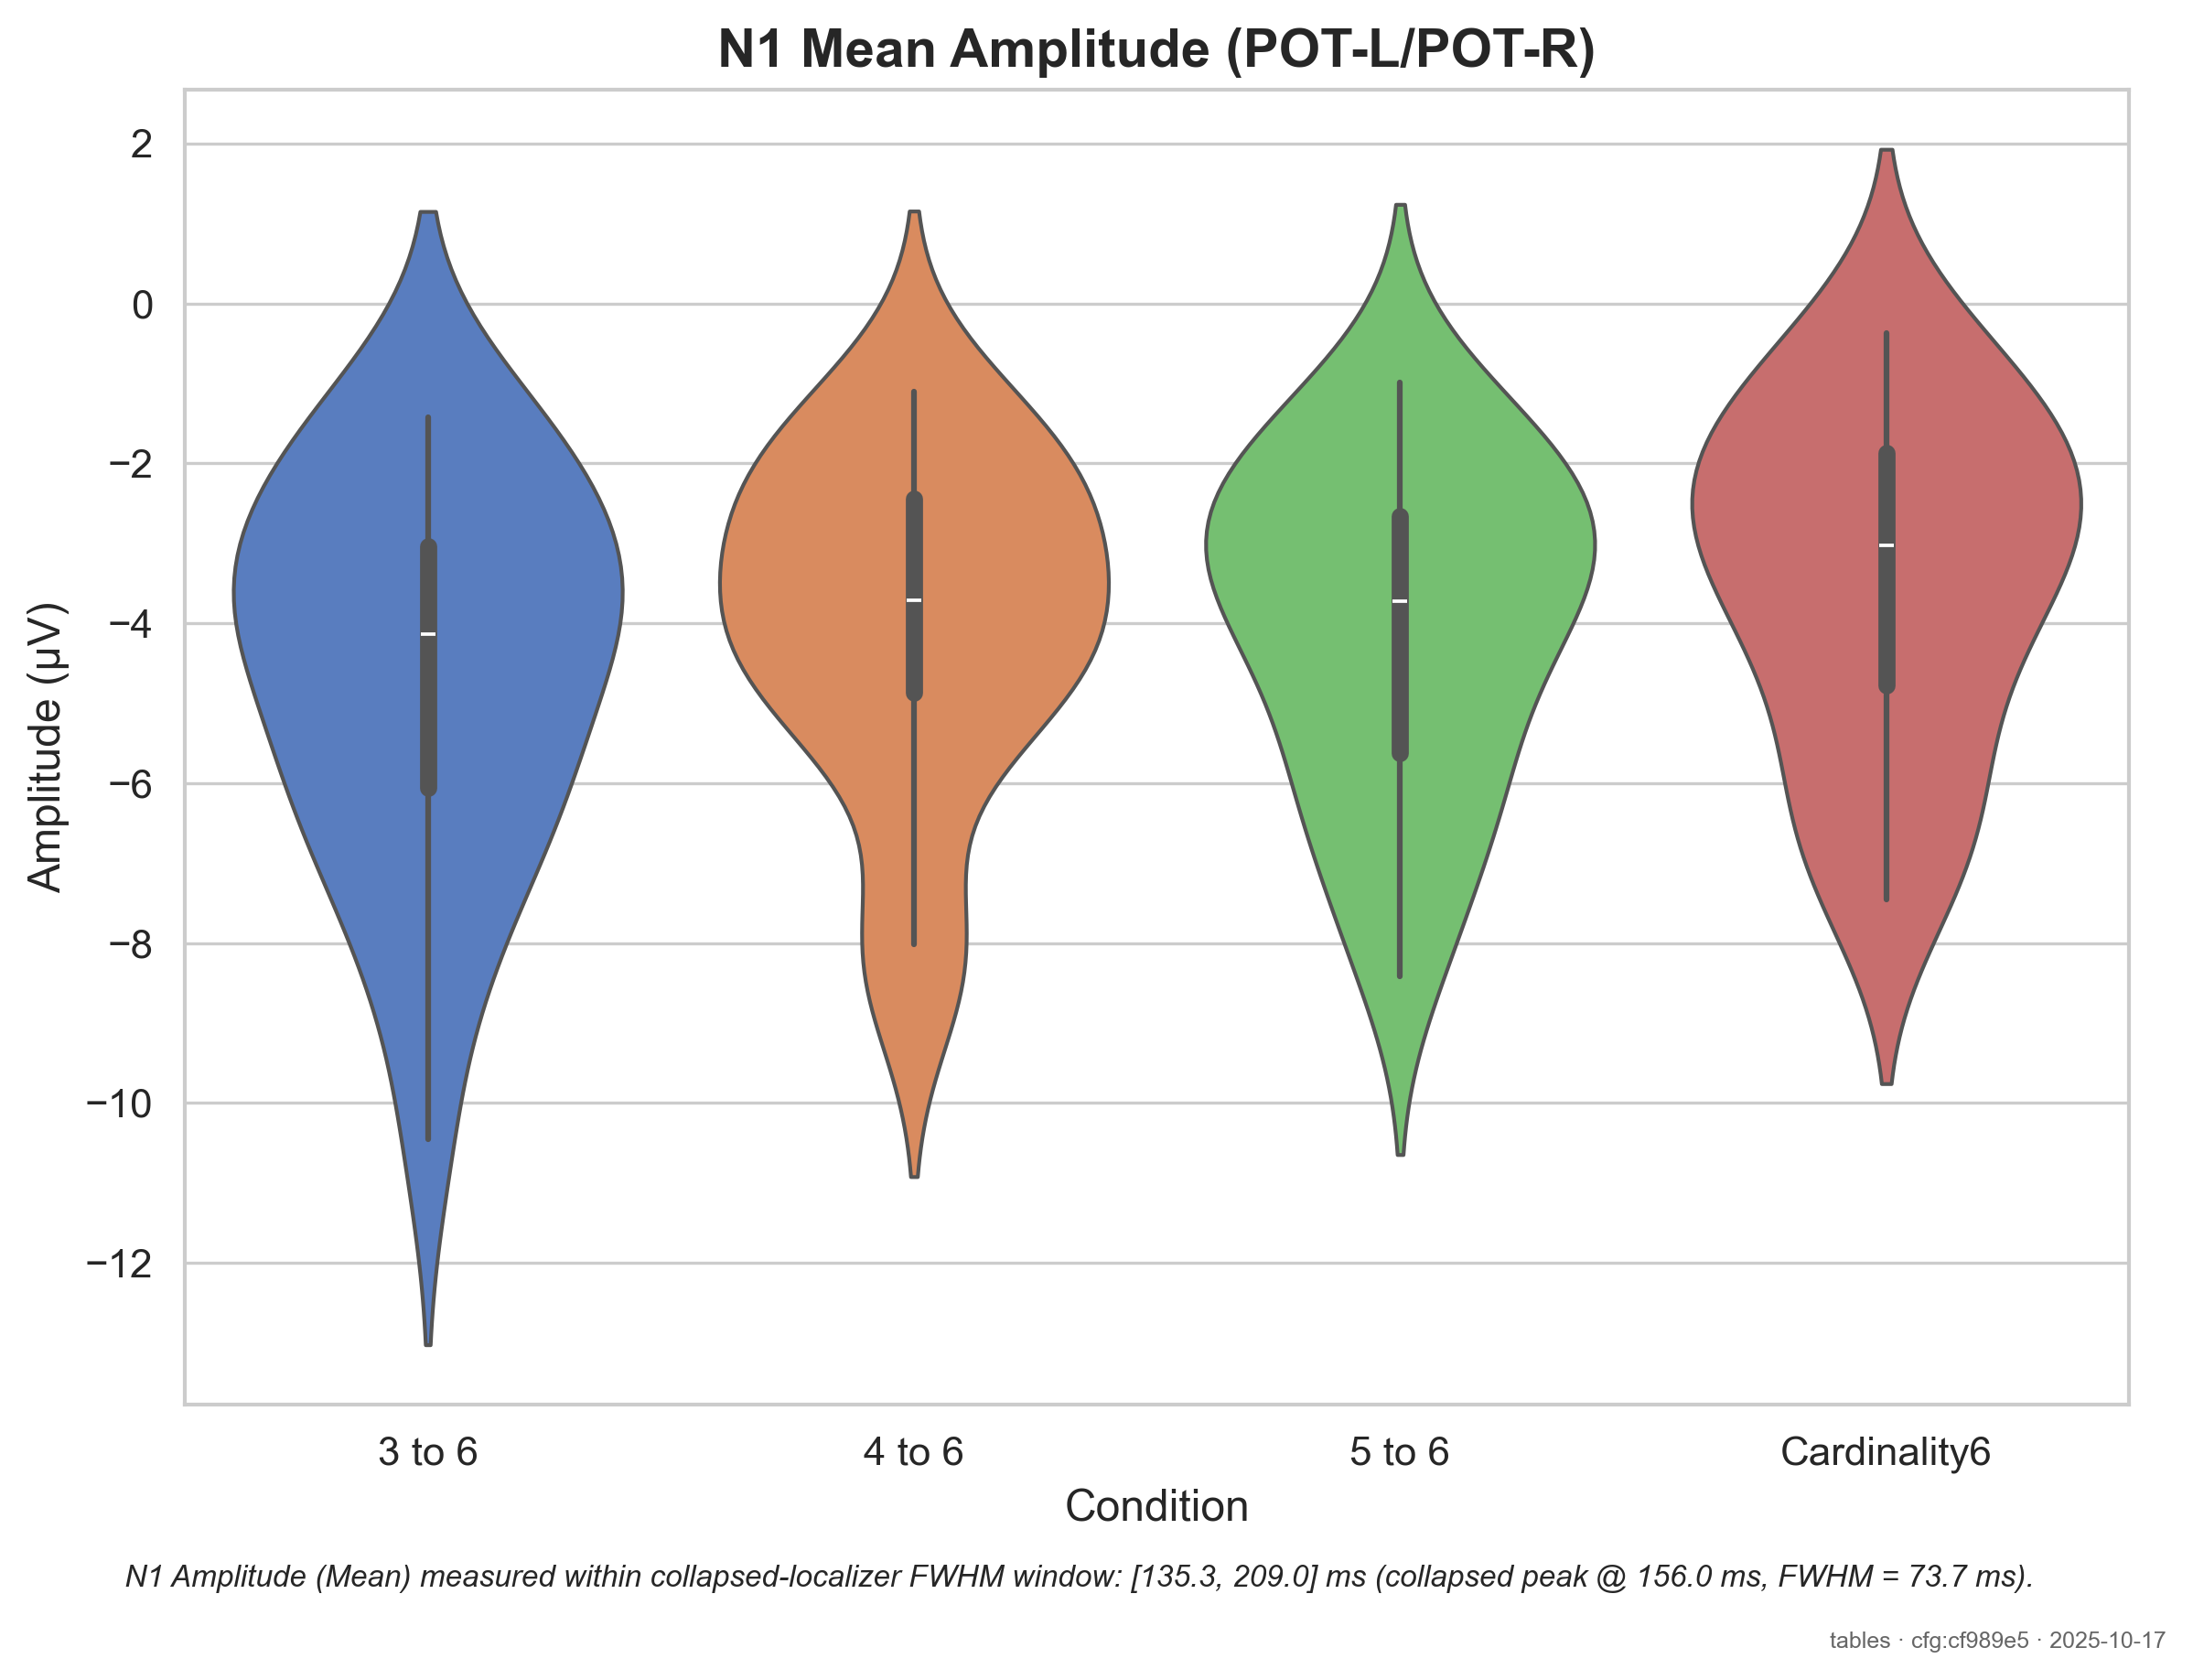 N1 Mean Amplitude (POT-L/POT-R)
Amplitude (µV)
2
0
−2
−4
−6
−8
−10
−12
3 to 6
4 to 6
5 to 6
Cardinality6
Condition
N1 Amplitude (Mean) measured within collapsed-localizer FWHM window: [135.3, 209.0] ms (collapsed peak @ 156.0 ms, FWHM = 73.7 ms).
tables · cfg:cf989e5 · 2025-10-17